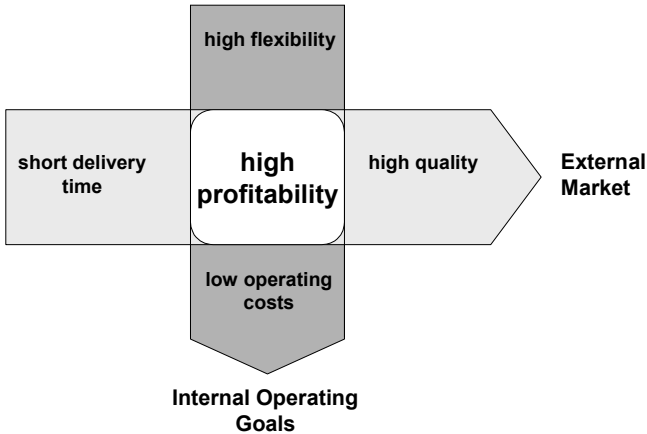 high flexibility
short delivery
time
high
profitability
high quality
External
Market
low operating
costs
Internal Operating
Goals